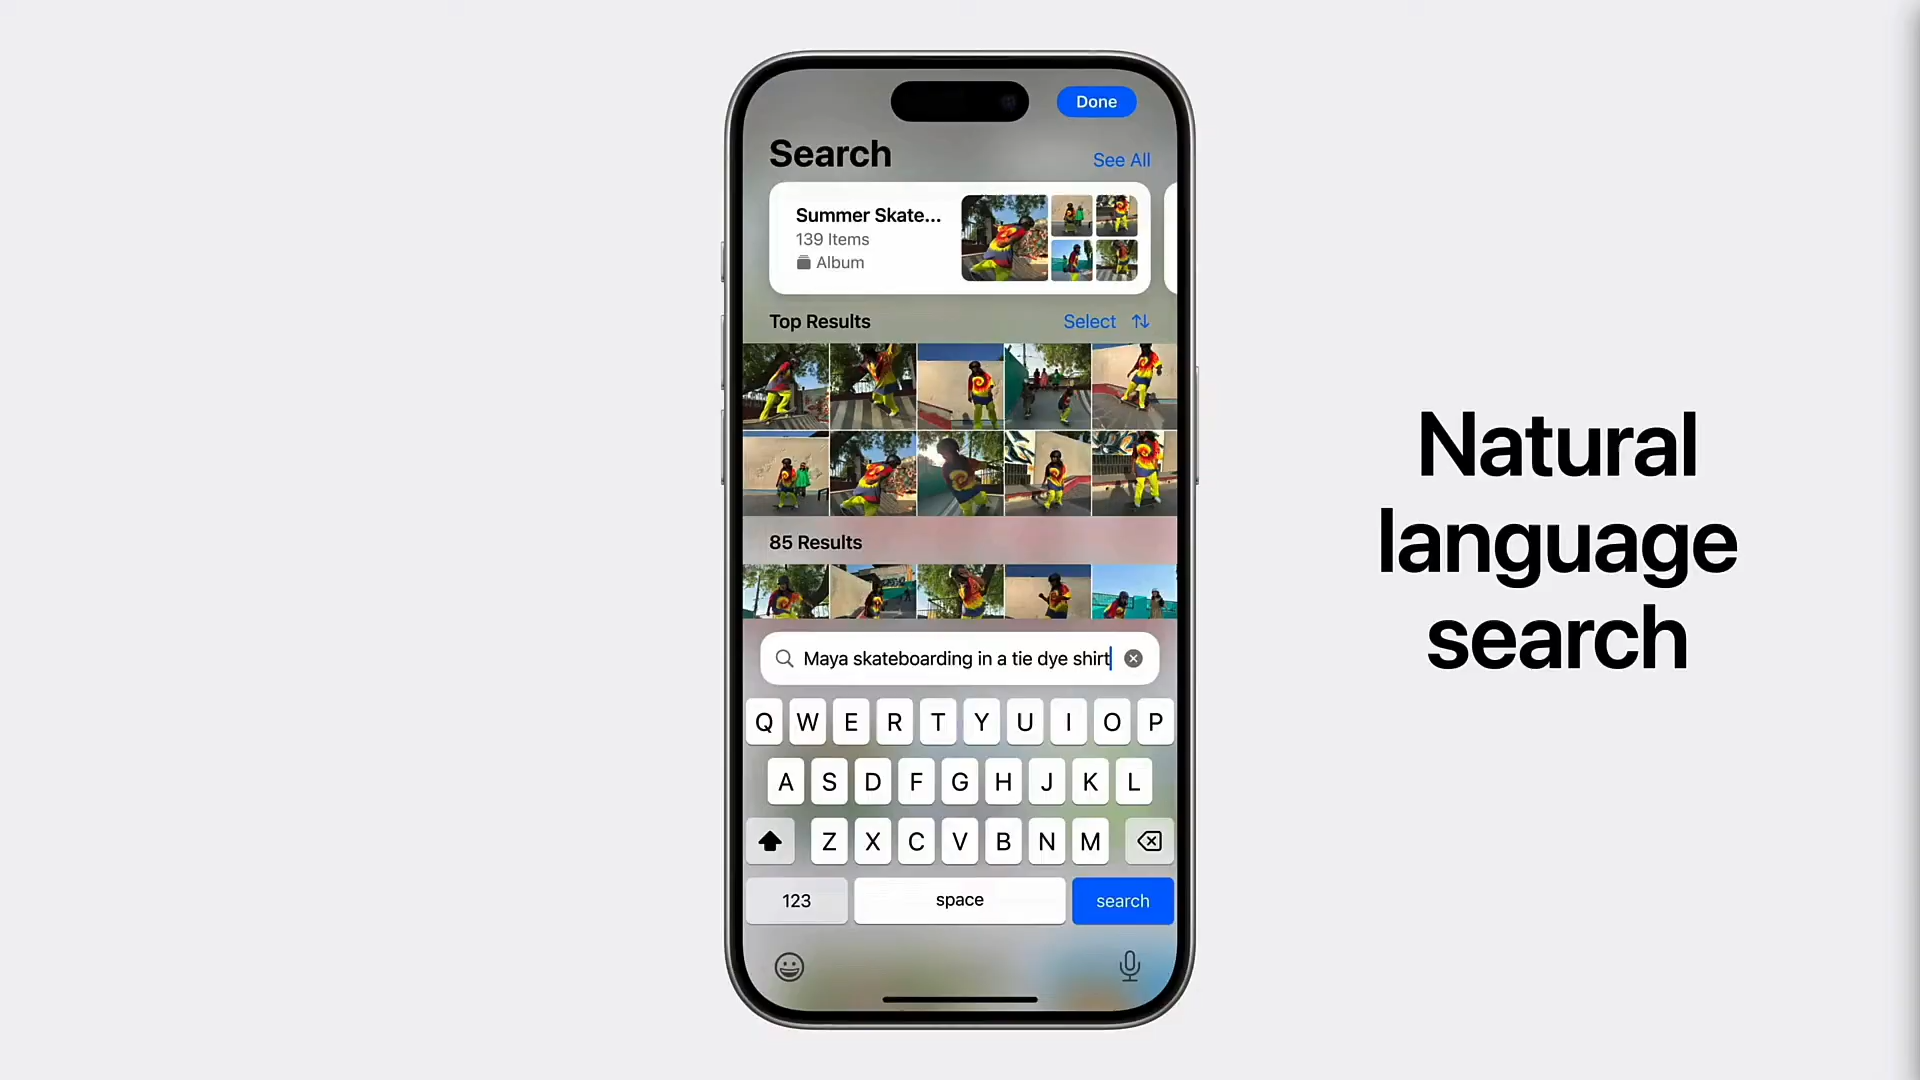 Done
Search
See All
Summer Skate...
139 Items
Album
Top Results
Select
85 Results
Maya skateboarding in a tie dye shirt
Q W E R T Y U I O P
A S D F G H J K L
Z X C V B N M
123
space
search
Natural
language
search